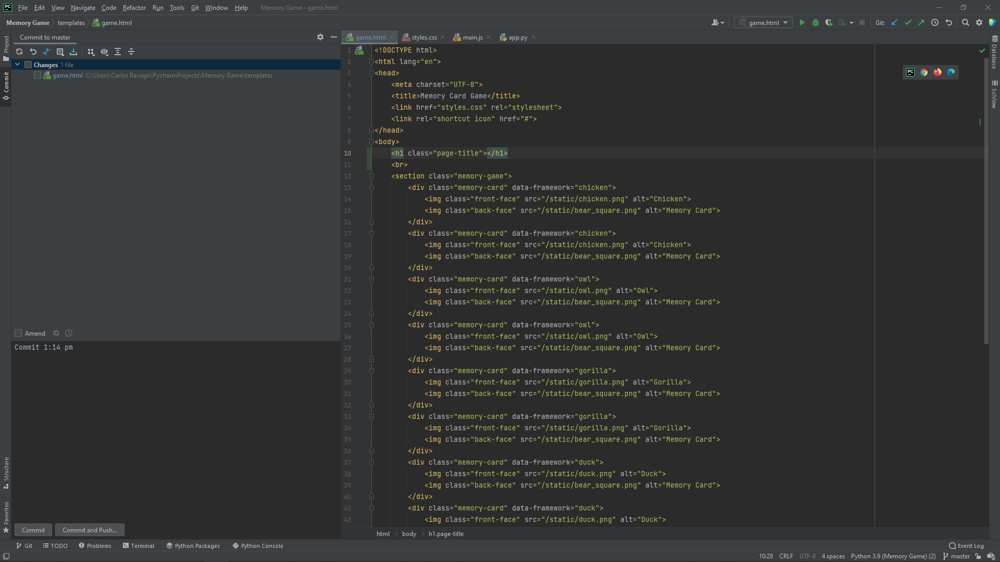 PC File Edit View Navigate Code Refactor Run Tools Git Window Help Memory Game - game.html
Memory Game templates game.html
game.html
Git:
Project
Commit
Structure
Favorites
Commit to master
Changes 1 file
game.html C:\Users\Carlos Ravago\PycharmProjects\Memory Game\templates
Amend
Commit 1:14 pm
Commit Commit and Push...
game.html styles.css main.js app.py
1 <!DOCTYPE html>
2 <html lang="en">
3 <head>
4 <meta charset="UTF-8">
5 <title>Memory Card Game</title>
6 <link href="styles.css" rel="stylesheet">
7 <link rel="shortcut icon" href="#">
8 </head>
9 <body>
10 <h1 class="page-title"></h1>
11 <br>
12 <section class="memory-game">
13 <div class="memory-card" data-framework="chicken">
14 <img class="front-face" src="/static/chicken.png" alt="Chicken">
15 <img class="back-face" src="/static/bear_square.png" alt="Memory Card">
16 </div>
17 <div class="memory-card" data-framework="chicken">
18 <img class="front-face" src="/static/chicken.png" alt="Chicken">
19 <img class="back-face" src="/static/bear_square.png" alt="Memory Card">
20 </div>
21 <div class="memory-card" data-framework="owl">
22 <img class="front-face" src="/static/owl.png" alt="Owl">
23 <img class="back-face" src="/static/bear_square.png" alt="Memory Card">
24 </div>
25 <div class="memory-card" data-framework="owl">
26 <img class="front-face" src="/static/owl.png" alt="Owl">
27 <img class="back-face" src="/static/bear_square.png" alt="Memory Card">
28 </div>
29 <div class="memory-card" data-framework="gorilla">
30 <img class="front-face" src="/static/gorilla.png" alt="Gorilla">
31 <img class="back-face" src="/static/bear_square.png" alt="Memory Card">
32 </div>
33 <div class="memory-card" data-framework="gorilla">
34 <img class="front-face" src="/static/gorilla.png" alt="Gorilla">
35 <img class="back-face" src="/static/bear_square.png" alt="Memory Card">
36 </div>
37 <div class="memory-card" data-framework="duck">
38 <img class="front-face" src="/static/duck.png" alt="Duck">
39 <img class="back-face" src="/static/bear_square.png" alt="Memory Card">
40 </div>
41 <div class="memory-card" data-framework="duck">
42 <img class="front-face" src="/static/duck.png" alt="Duck">
PC
Database
SciView
html body h1.page-title
Git TODO Problems Terminal Python Packages Python Console Event Log
10:28 CRLF UTF-8 4 spaces Python 3.9 (Memory Game) (2) master